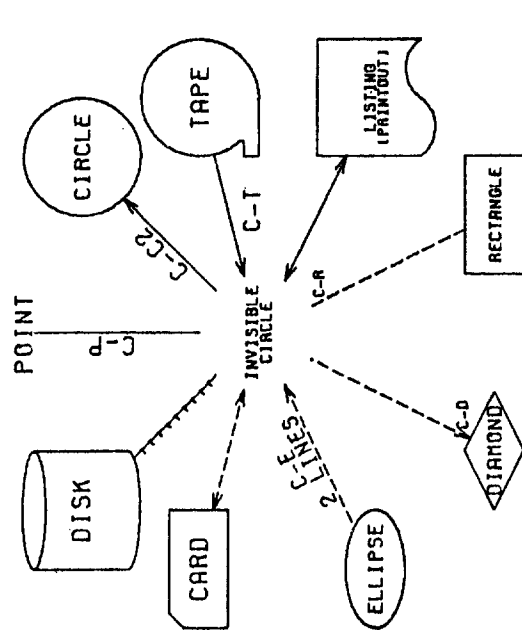 POINT
C-P
CIRCLE
C-C2
TAPE
C-T
DISK
INVISIBLE
CIRCLE
LISTING
(PRINTOUT)
CARD
C-R
C-E
2 LINES
RECTANGLE
C-D
ELLIPSE
DIAMOND